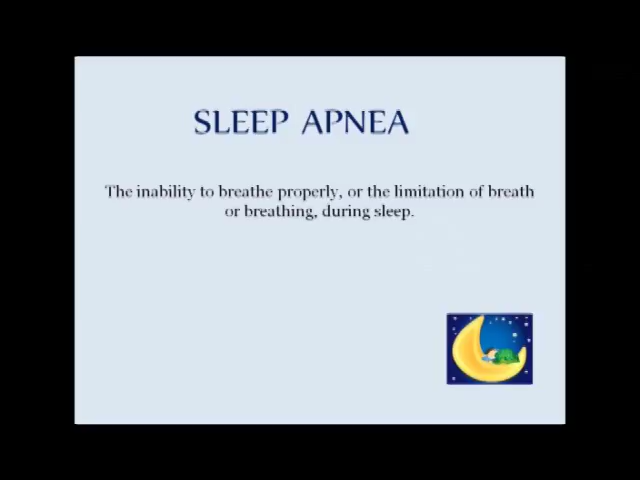 SLEEP APNEA
The inability to breathe properly, or the limitation of breath
or breathing, during sleep.